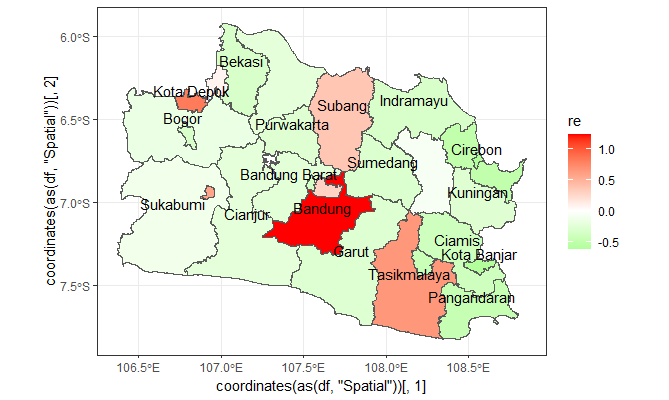 6.0°S
6.5°S
7.0°S
7.5°S
coordinates(as(df, "Spatial"))[, 2]
Bekasi
Kota Depok
Bogor
Subang
Indramayu
Purwakarta
Cirebon
Bandung Barat
Sumedang
Kuningan
Sukabumi
Cianjur
Bandung
Garut
Ciamis
Kota Banjar
Tasikmalaya
Pangandaran
106.5°E
107.0°E
107.5°E
108.0°E
108.5°E
coordinates(as(df, "Spatial"))[, 1]
re
1.0
0.5
0.0
-0.5